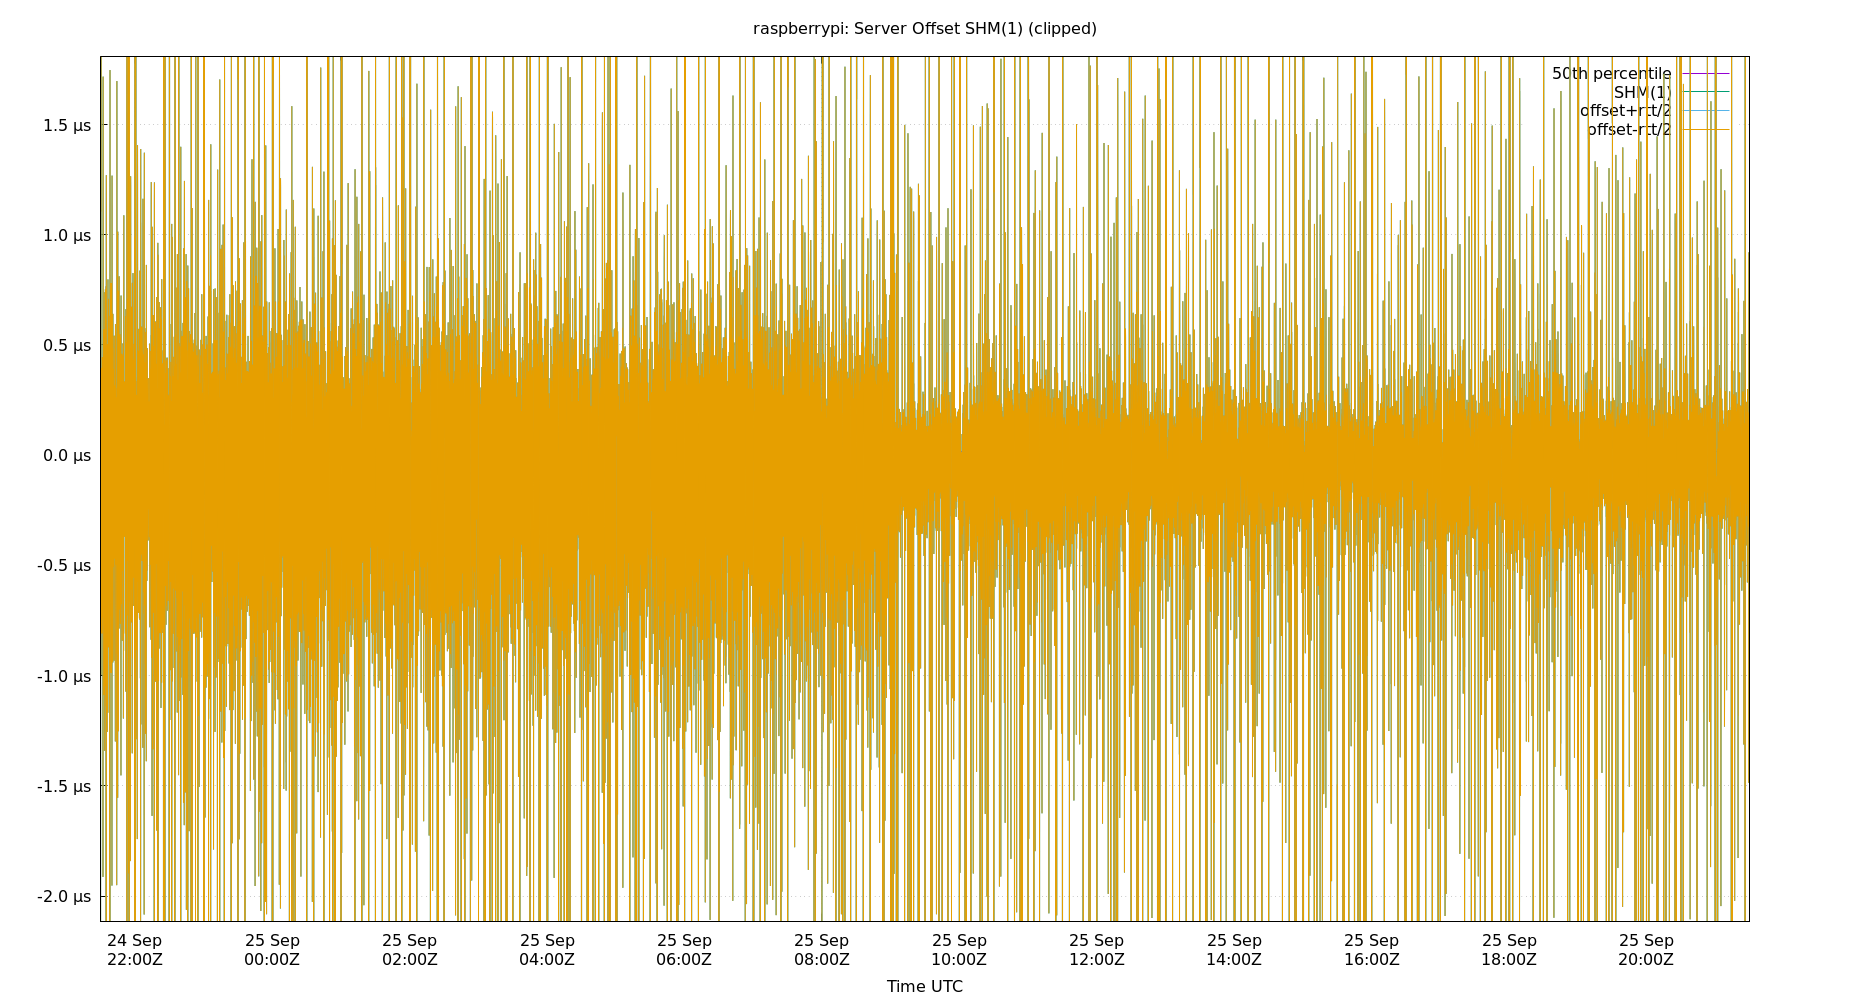 raspberrypi: Server Offset SHM(1) (clipped)
50th percentile
SHM(1)
offset+rtt/2
offset-rtt/2
1.5 µs
1.0 µs
0.5 µs
0.0 µs
-0.5 µs
-1.0 µs
-1.5 µs
-2.0 µs
24 Sep 25 Sep 25 Sep 25 Sep 25 Sep 25 Sep 25 Sep 25 Sep 25 Sep 25 Sep 25 Sep 25 Sep
22:00Z 00:00Z 02:00Z 04:00Z 06:00Z 08:00Z 10:00Z 12:00Z 14:00Z 16:00Z 18:00Z 20:00Z
Time UTC